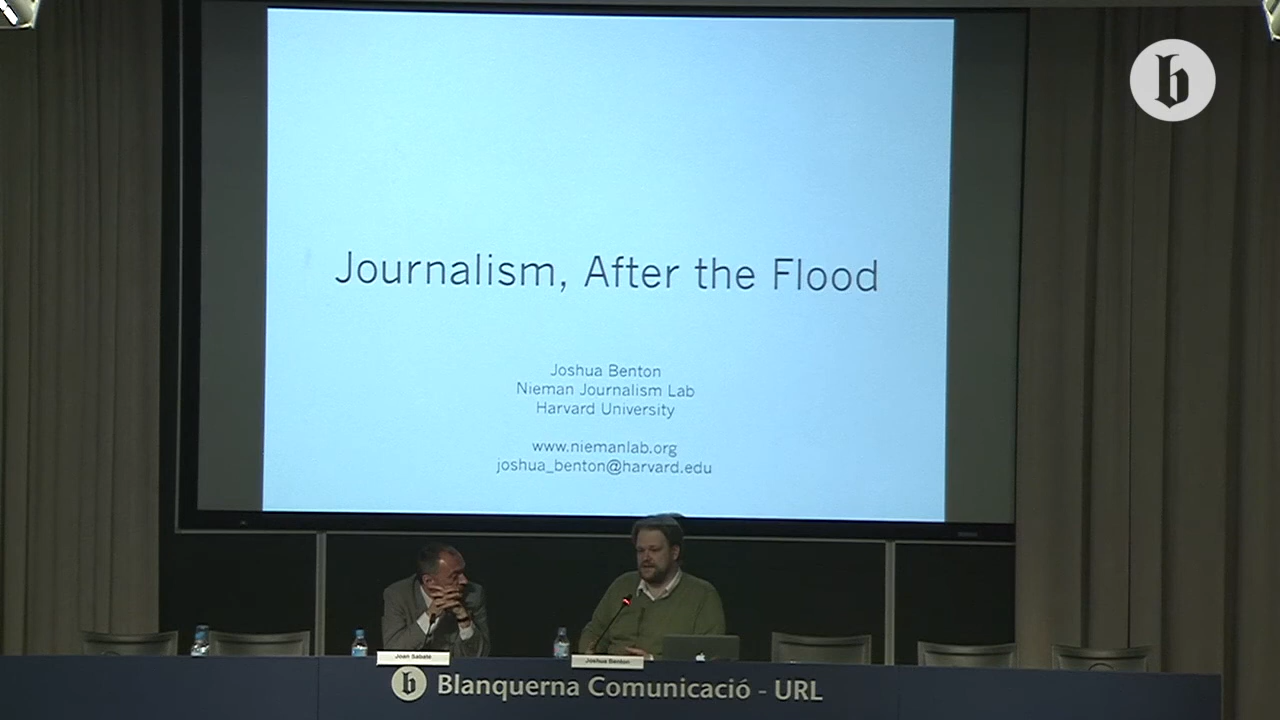 b
Journalism, After the Flood
Joshua Benton
Nieman Journalism Lab
Harvard University
www.niemanlab.org
joshua_benton@harvard.edu
Joan Sabaté
Joshua Benton
b Blanquerna Comunicació - URL